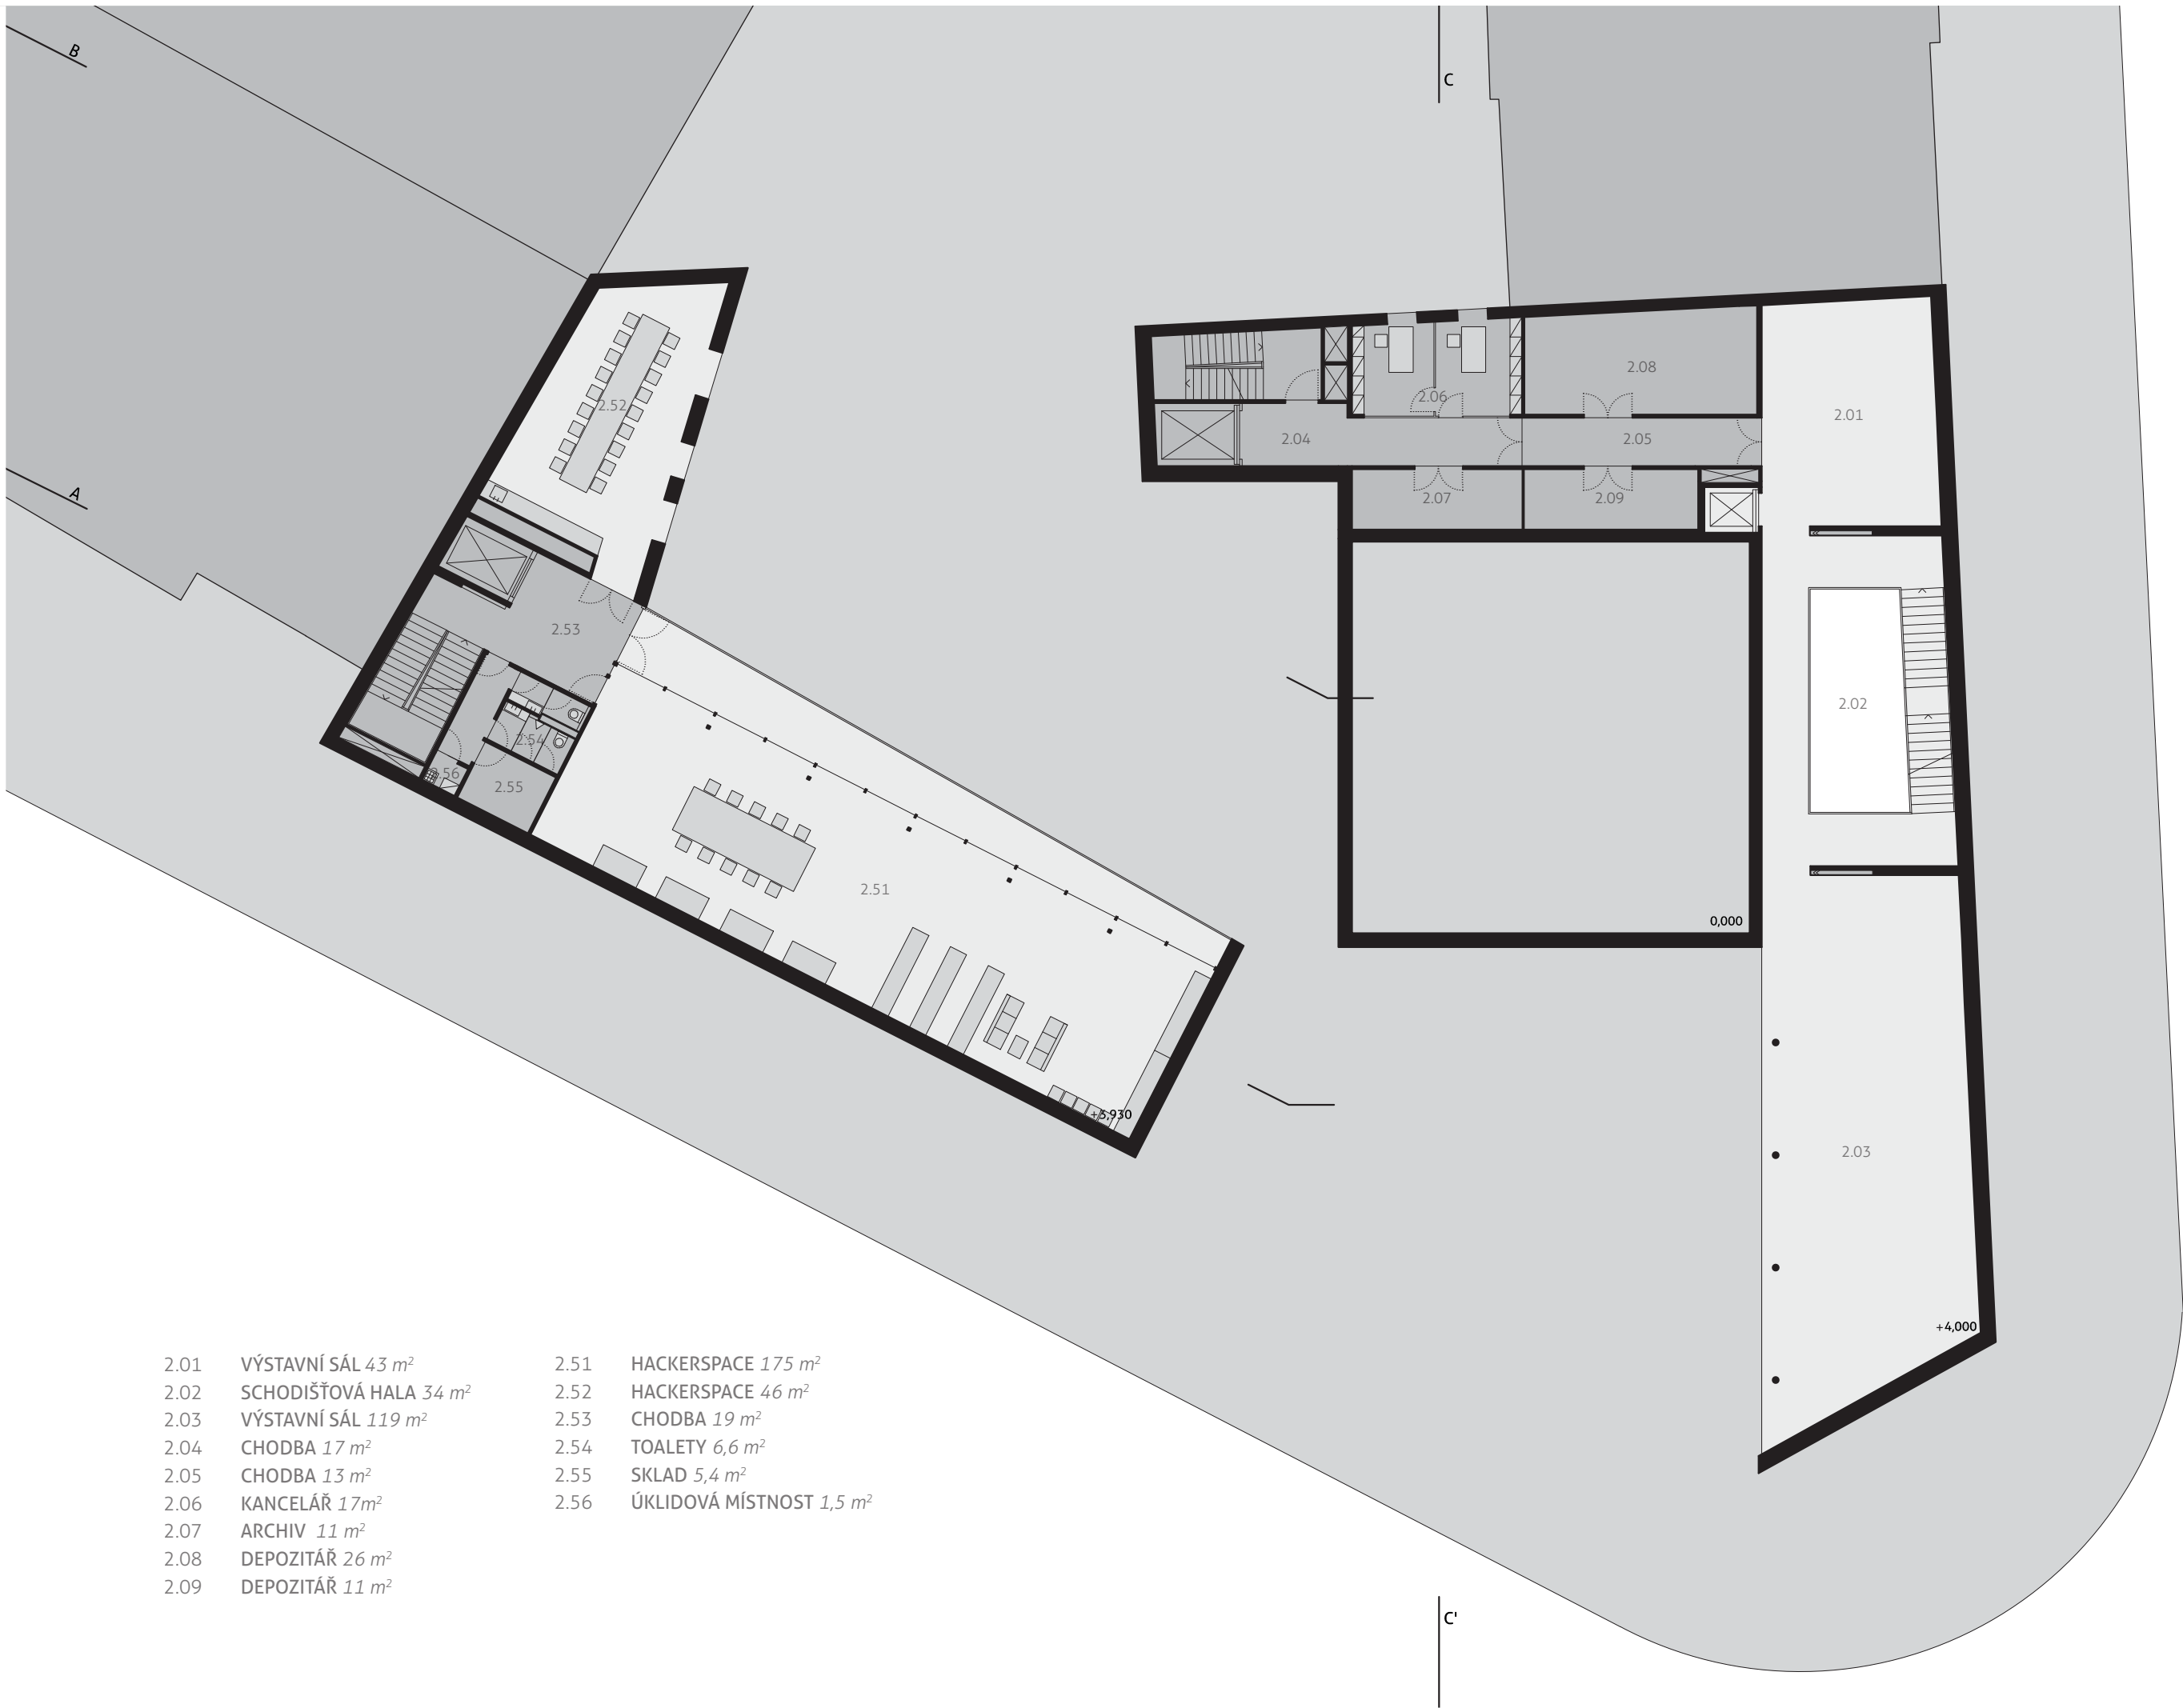 B
C
A
2.52
2.08
2.06
2.01
2.04
2.05
2.07
2.09
2.53
2.02
2.54
2.56
2.55
2.51
0,000
+3,930
2.03
+4,000
2.01 VÝSTAVNÍ SÁL 43 m²
2.02 SCHODIŠŤOVÁ HALA 34 m²
2.03 VÝSTAVNÍ SÁL 119 m²
2.04 CHODBA 17 m²
2.05 CHODBA 13 m²
2.06 KANCELÁŘ 17m²
2.07 ARCHIV 11 m²
2.08 DEPOZITÁŘ 26 m²
2.09 DEPOZITÁŘ 11 m²
2.51 HACKERSPACE 175 m²
2.52 HACKERSPACE 46 m²
2.53 CHODBA 19 m²
2.54 TOALETY 6,6 m²
2.55 SKLAD 5,4 m²
2.56 ÚKLIDOVÁ MÍSTNOST 1,5 m²
C'